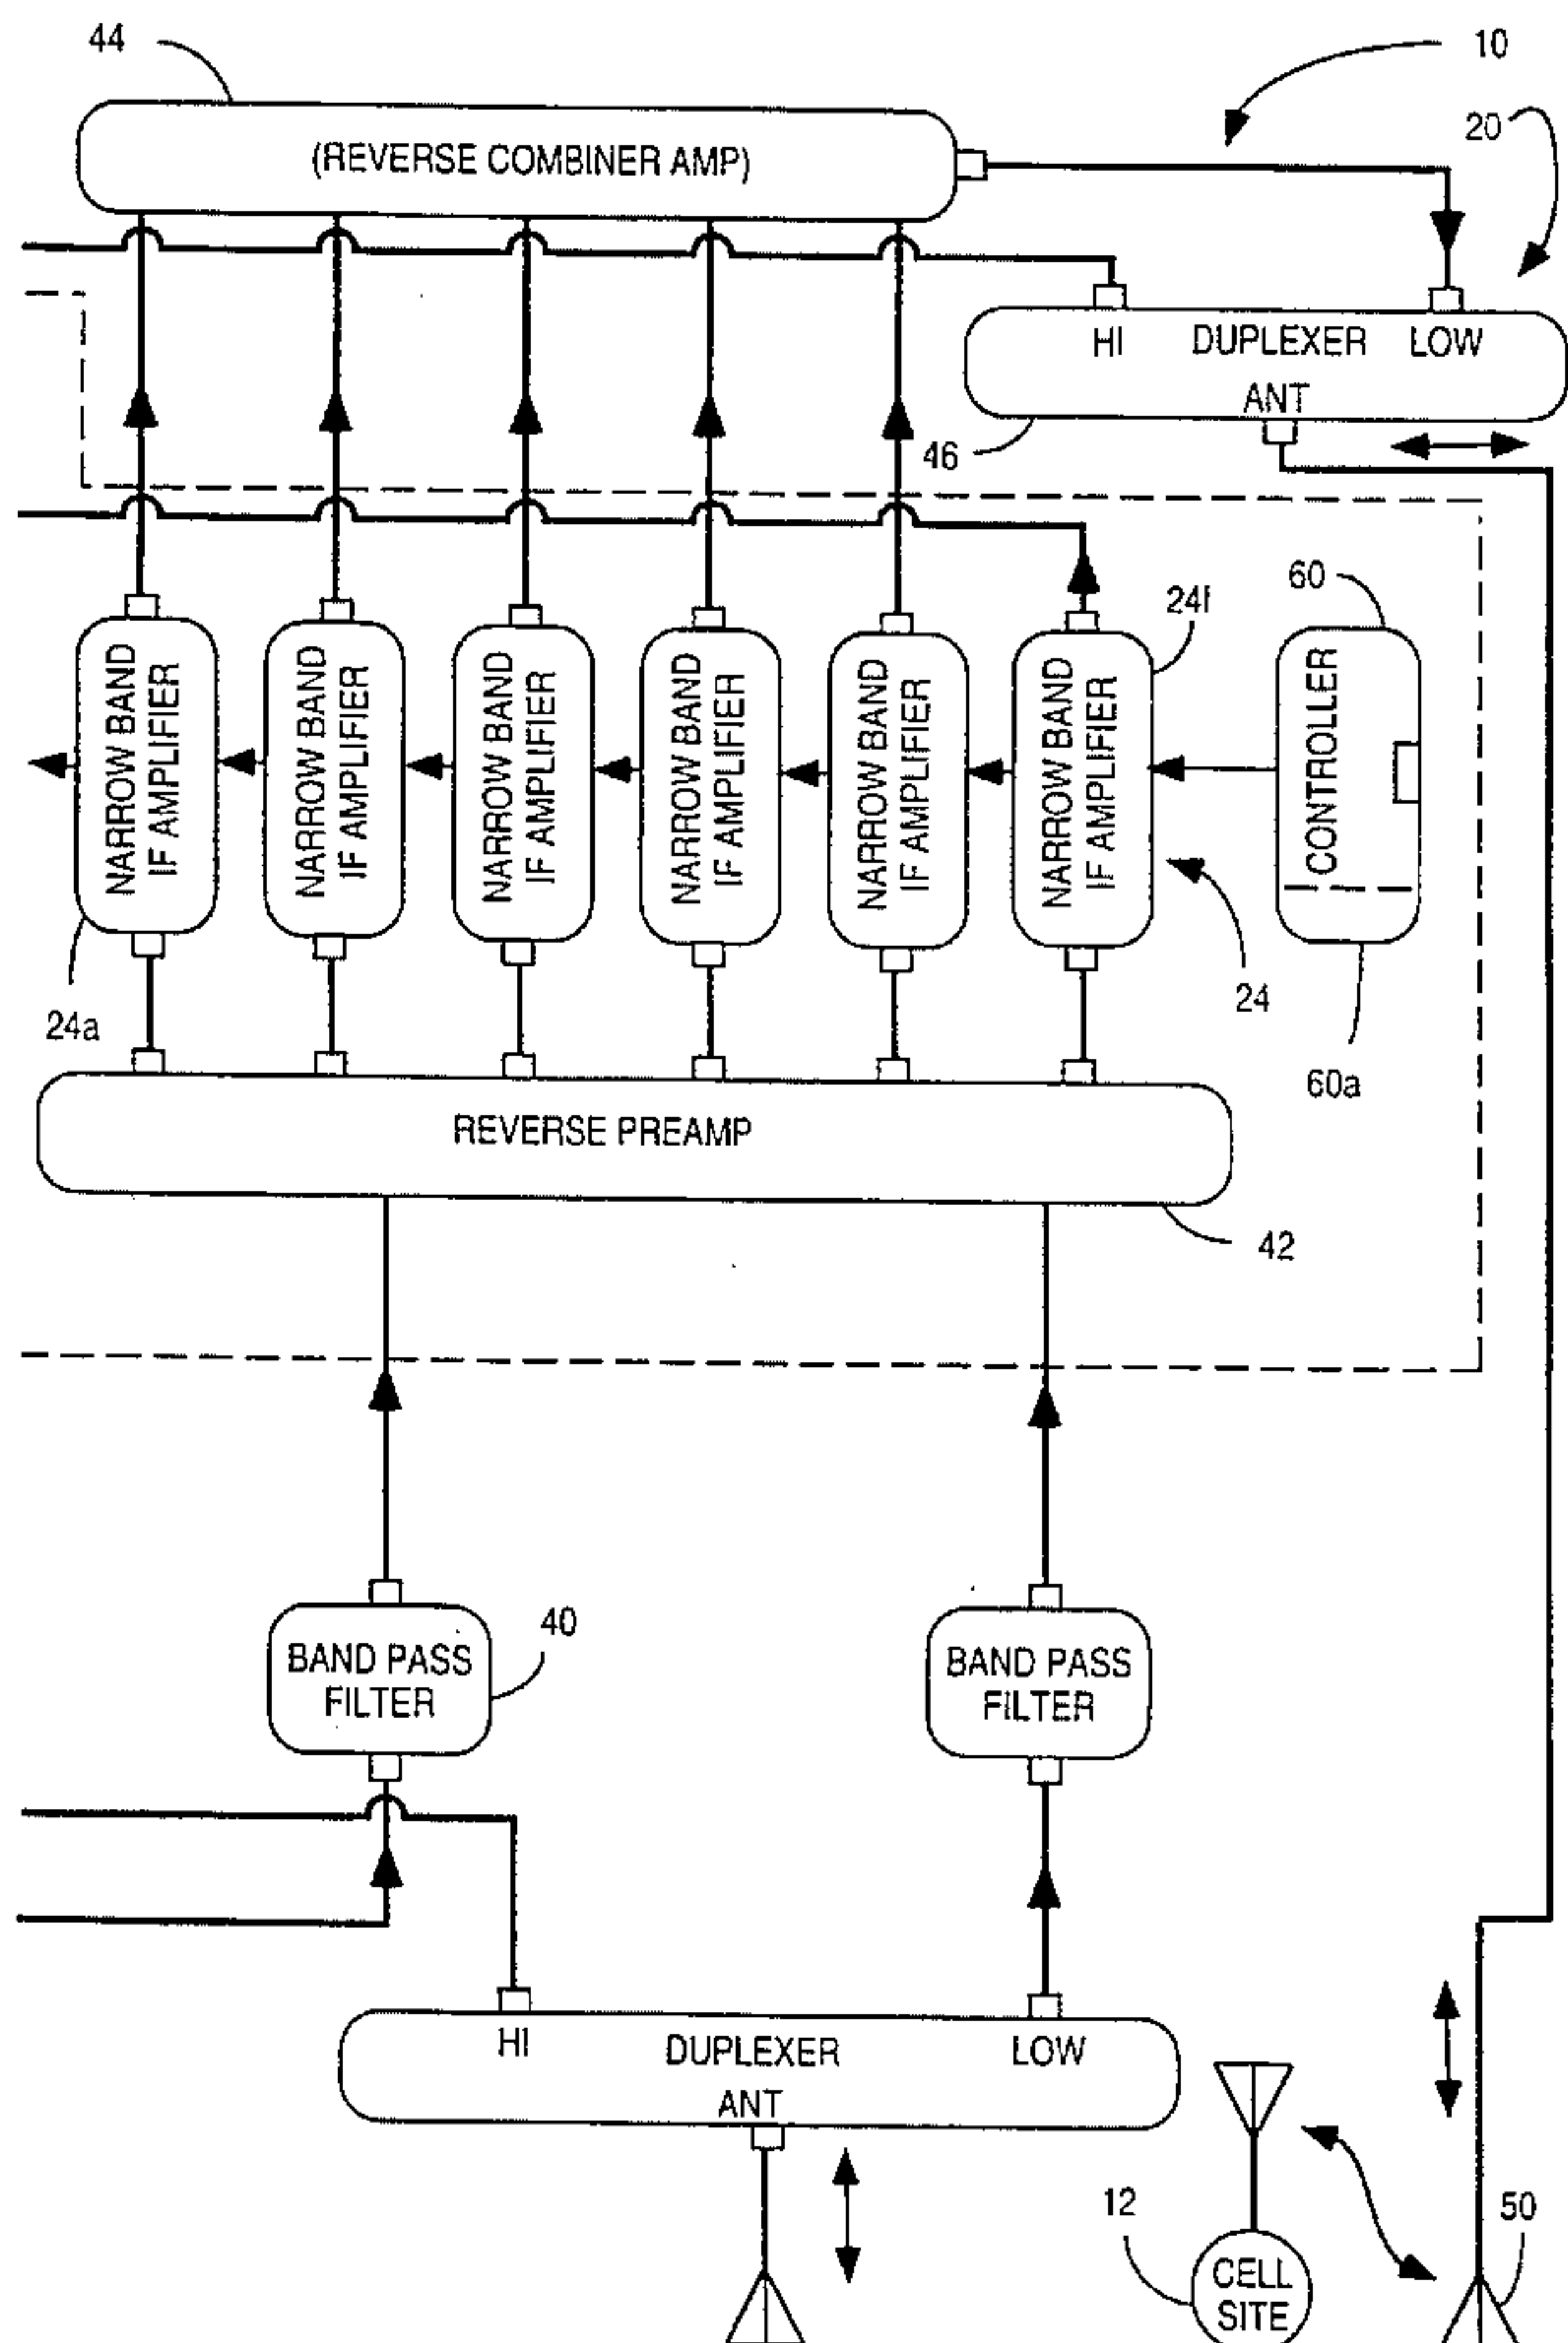 44
10
20
(REVERSE COMBINER AMP)
HI DUPLEXER LOW
ANT
46
60
24f
NARROW BAND
IF AMPLIFIER
NARROW BAND
IF AMPLIFIER
NARROW BAND
IF AMPLIFIER
NARROW BAND
IF AMPLIFIER
NARROW BAND
IF AMPLIFIER
NARROW BAND
IF AMPLIFIER
CONTROLLER
24
24a
60a
REVERSE PREAMP
42
40
BAND PASS
FILTER
BAND PASS
FILTER
HI DUPLEXER LOW
ANT
12
50
CELL
SITE